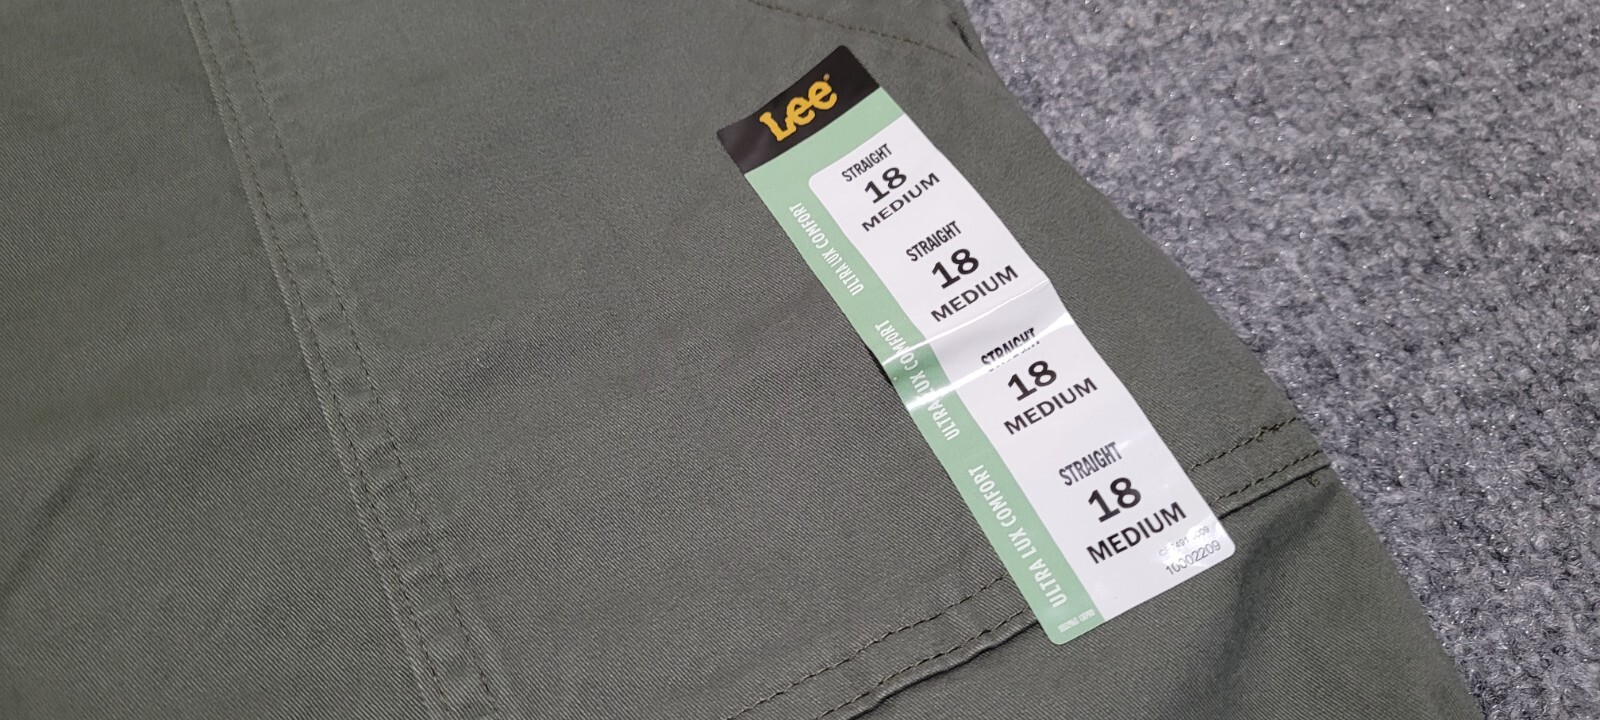 Lee
STRAIGHT
18
MEDIUM
STRAIGHT
18
MEDIUM
STRAIGHT
18
MEDIUM
STRAIGHT
18
MEDIUM
10002209
ULTRA LUX COMFORT
ULTRA LUX COMFORT
ULTRA LUX COMFORT